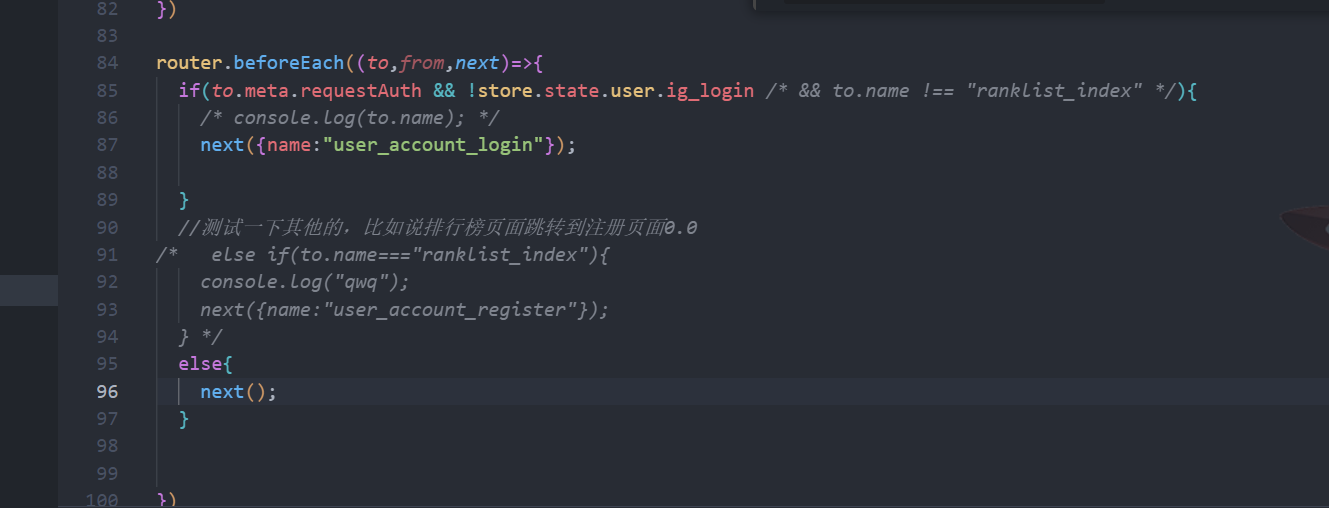 82 })
83
84 router.beforeEach((to,from,next)=>{
85 if(to.meta.requestAuth && !store.state.user.ig_login /* && to.name !== "ranklist_index" */){
86 /* console.log(to.name); */
87 next({name:"user_account_login"});
88
89 }
90 //测试一下其他的，比如说排行榜页面跳转到注册页面0.0
91 /* else if(to.name==="ranklist_index"){
92 console.log("qwq");
93 next({name:"user_account_register"});
94 } */
95 else{
96 next();
97 }
98
99
100 })